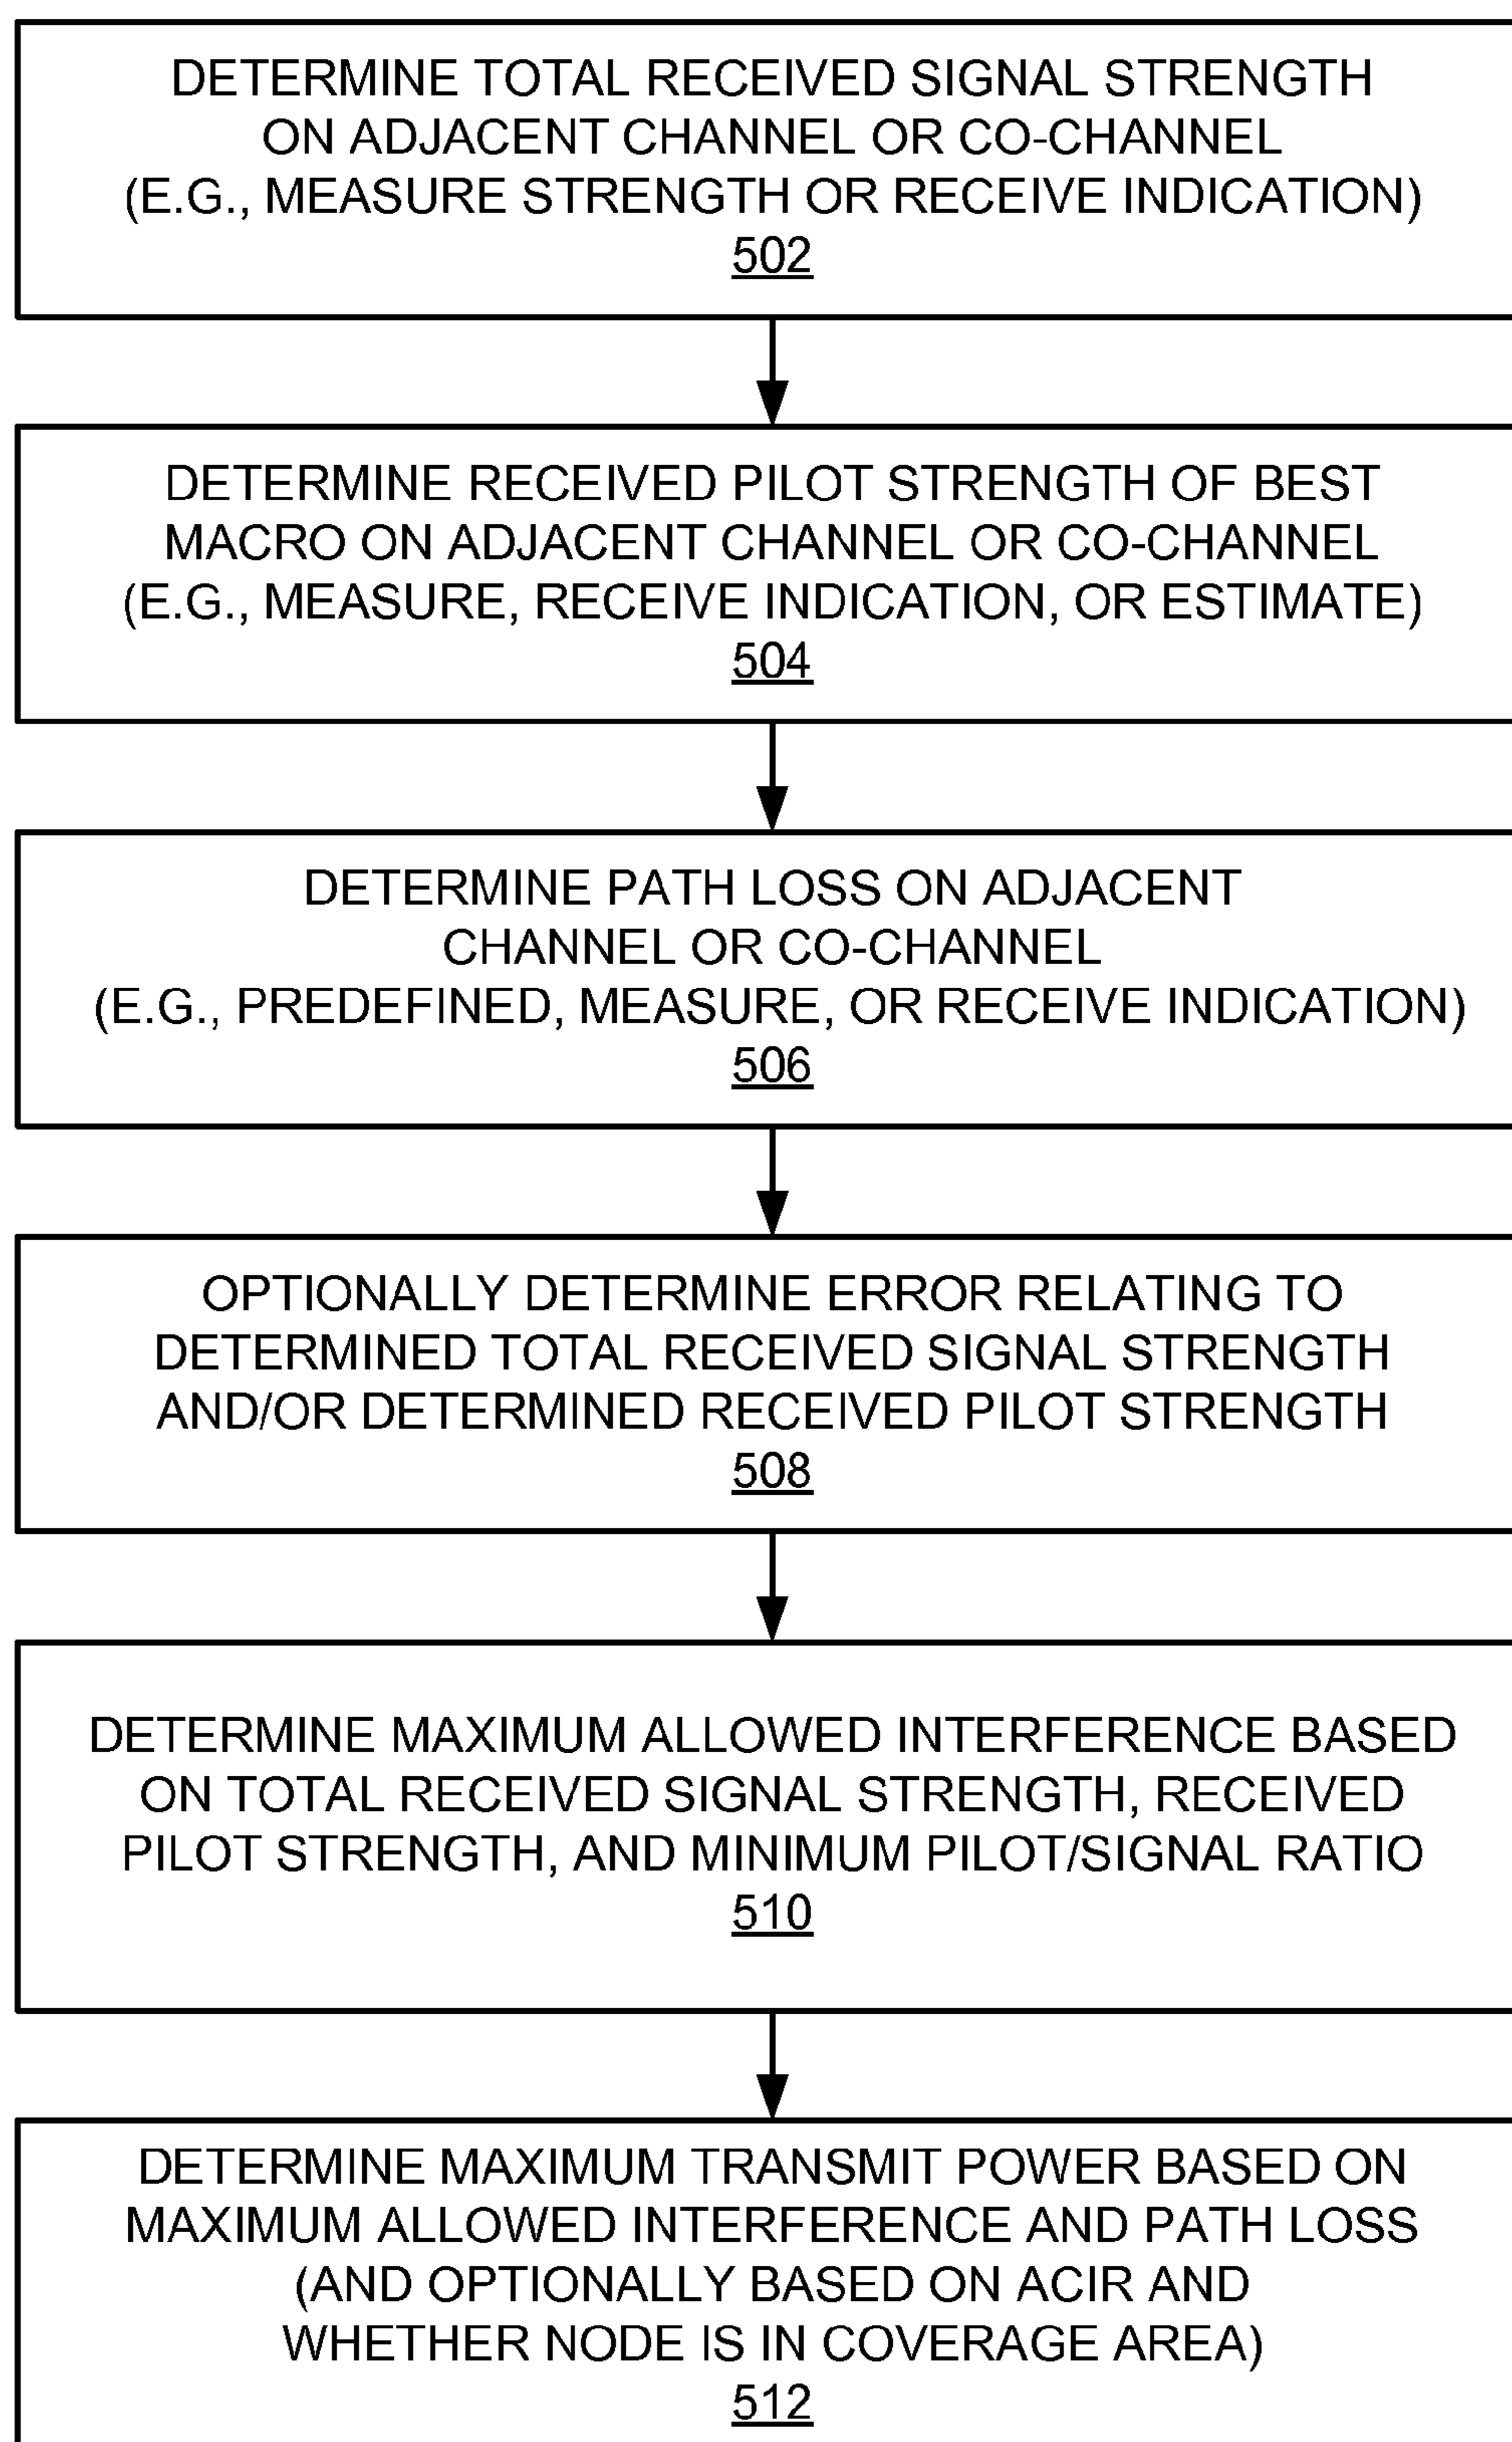 DETERMINE TOTAL RECEIVED SIGNAL STRENGTH
ON ADJACENT CHANNEL OR CO-CHANNEL
(E.G., MEASURE STRENGTH OR RECEIVE INDICATION)
502
DETERMINE RECEIVED PILOT STRENGTH OF BEST
MACRO ON ADJACENT CHANNEL OR CO-CHANNEL
(E.G., MEASURE, RECEIVE INDICATION, OR ESTIMATE)
504
DETERMINE PATH LOSS ON ADJACENT
CHANNEL OR CO-CHANNEL
(E.G., PREDEFINED, MEASURE, OR RECEIVE INDICATION)
506
OPTIONALLY DETERMINE ERROR RELATING TO
DETERMINED TOTAL RECEIVED SIGNAL STRENGTH
AND/OR DETERMINED RECEIVED PILOT STRENGTH
508
DETERMINE MAXIMUM ALLOWED INTERFERENCE BASED
ON TOTAL RECEIVED SIGNAL STRENGTH, RECEIVED
PILOT STRENGTH, AND MINIMUM PILOT/SIGNAL RATIO
510
DETERMINE MAXIMUM TRANSMIT POWER BASED ON
MAXIMUM ALLOWED INTERFERENCE AND PATH LOSS
(AND OPTIONALLY BASED ON ACIR AND
WHETHER NODE IS IN COVERAGE AREA)
512